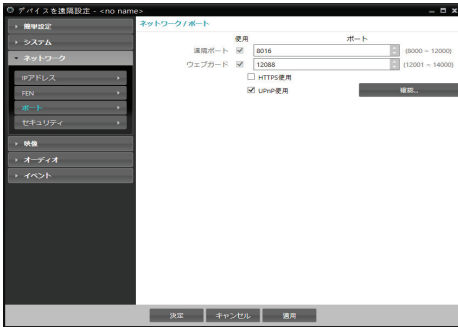 デバイスを遠隔設定 - <no name>
簡単設定
システム
ネットワーク
IPアドレス
FEN
ポート
セキュリティ
映像
オーディオ
イベント
ネットワーク / ポート
使用 ポート
遠隔ポート 8016 (8000 ~ 12000)
ウェブガード 12088 (12001 ~ 14000)
HTTPS使用
UPnP使用 確認...
決定 キャンセル 適用